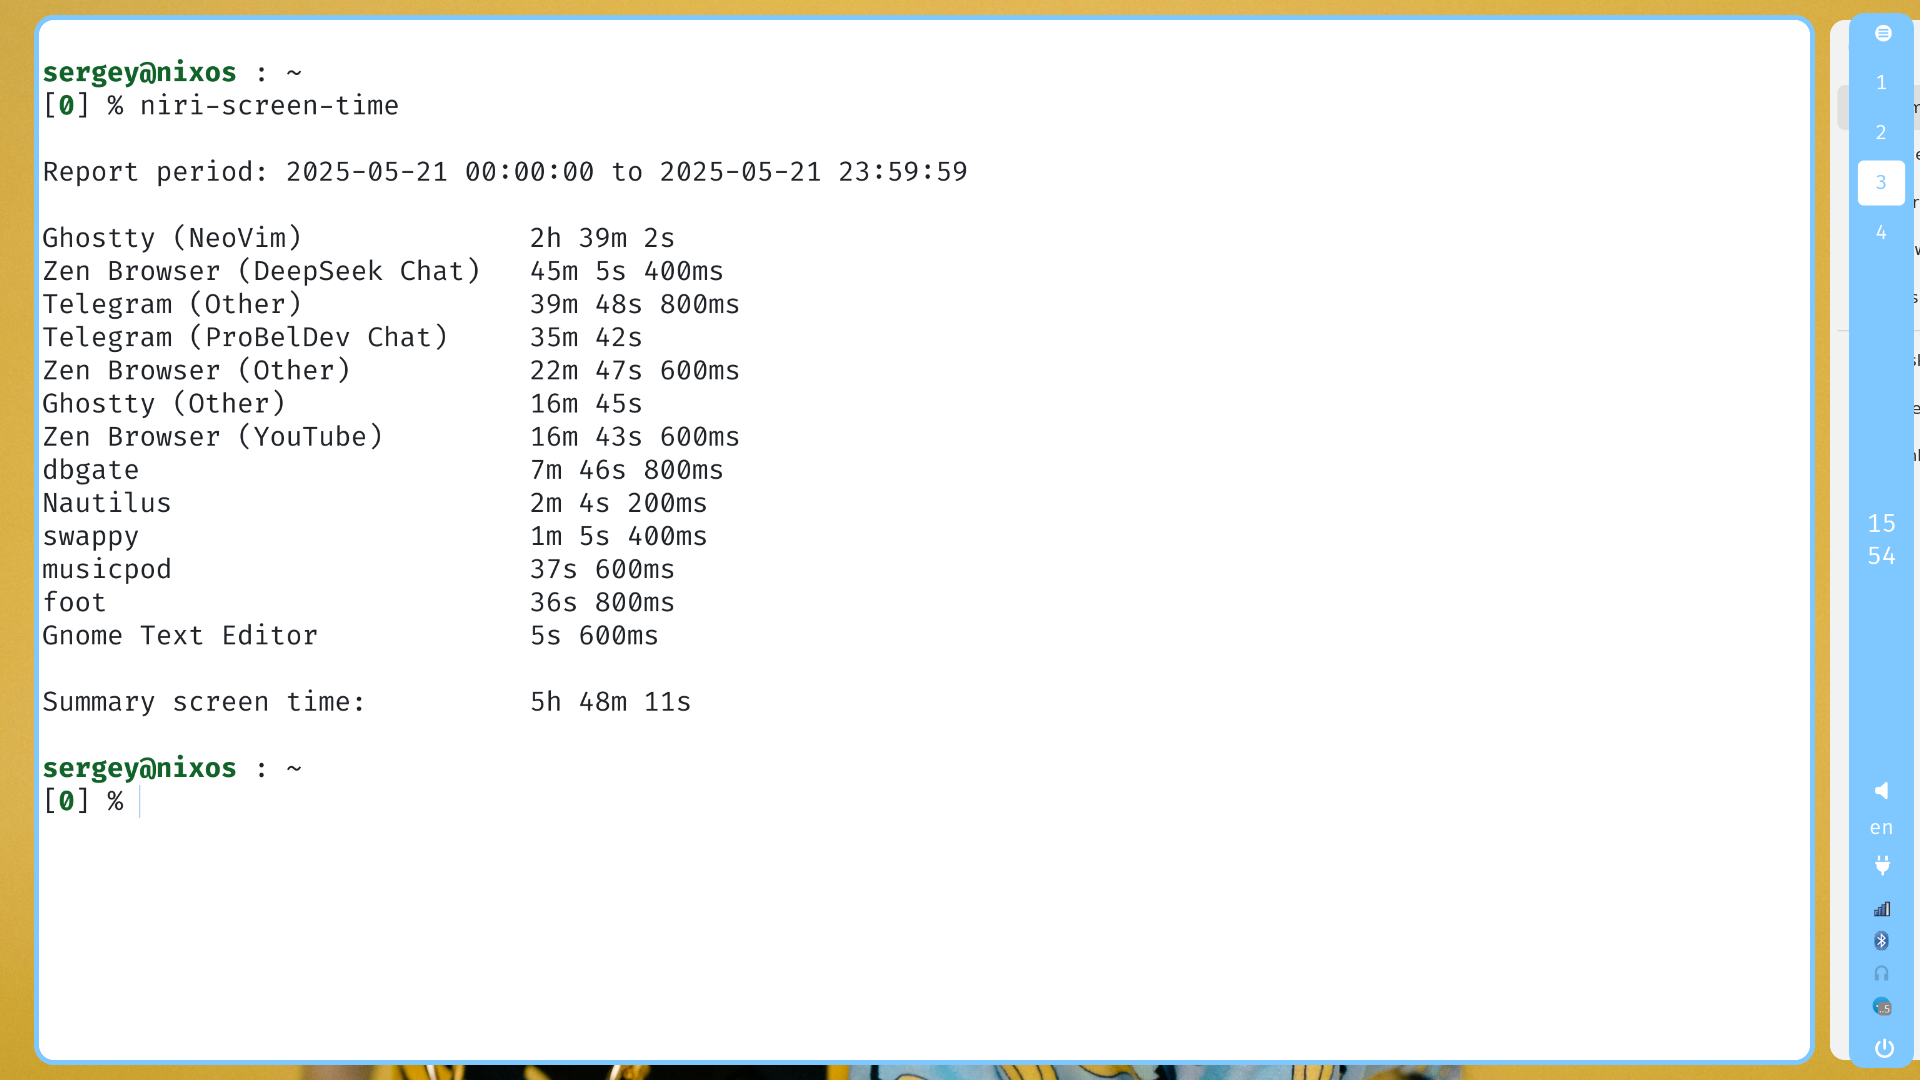 sergey@nixos : ~
[0] % niri-screen-time
Report period: 2025-05-21 00:00:00 to 2025-05-21 23:59:59
Ghostty (NeoVim) 2h 39m 2s
Zen Browser (DeepSeek Chat) 45m 5s 400ms
Telegram (Other) 39m 48s 800ms
Telegram (ProBelDev Chat) 35m 42s
Zen Browser (Other) 22m 47s 600ms
Ghostty (Other) 16m 45s
Zen Browser (YouTube) 16m 43s 600ms
dbgate 7m 46s 800ms
Nautilus 2m 4s 200ms
swappy 1m 5s 400ms
musicpod 37s 600ms
foot 36s 800ms
Gnome Text Editor 5s 600ms
Summary screen time: 5h 48m 11s
sergey@nixos : ~
[0] %
1
2
3
4
15
54
en